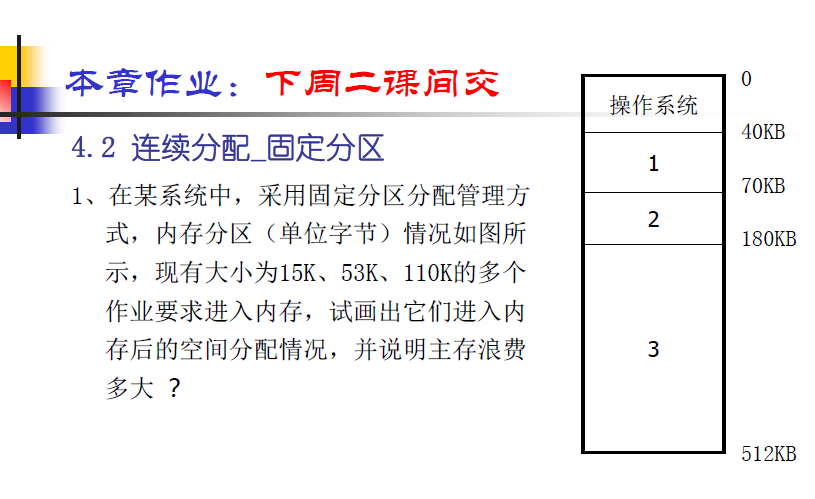 本章作业：下周二课间交
4.2 连续分配_固定分区
1、在某系统中，采用固定分区分配管理方
式，内存分区（单位字节）情况如图所
示，现有大小为15K、53K、110K的多个
作业要求进入内存，试画出它们进入内
存后的空间分配情况，并说明主存浪费
多大 ?
0
操作系统
40KB
1
70KB
2
180KB
3
512KB